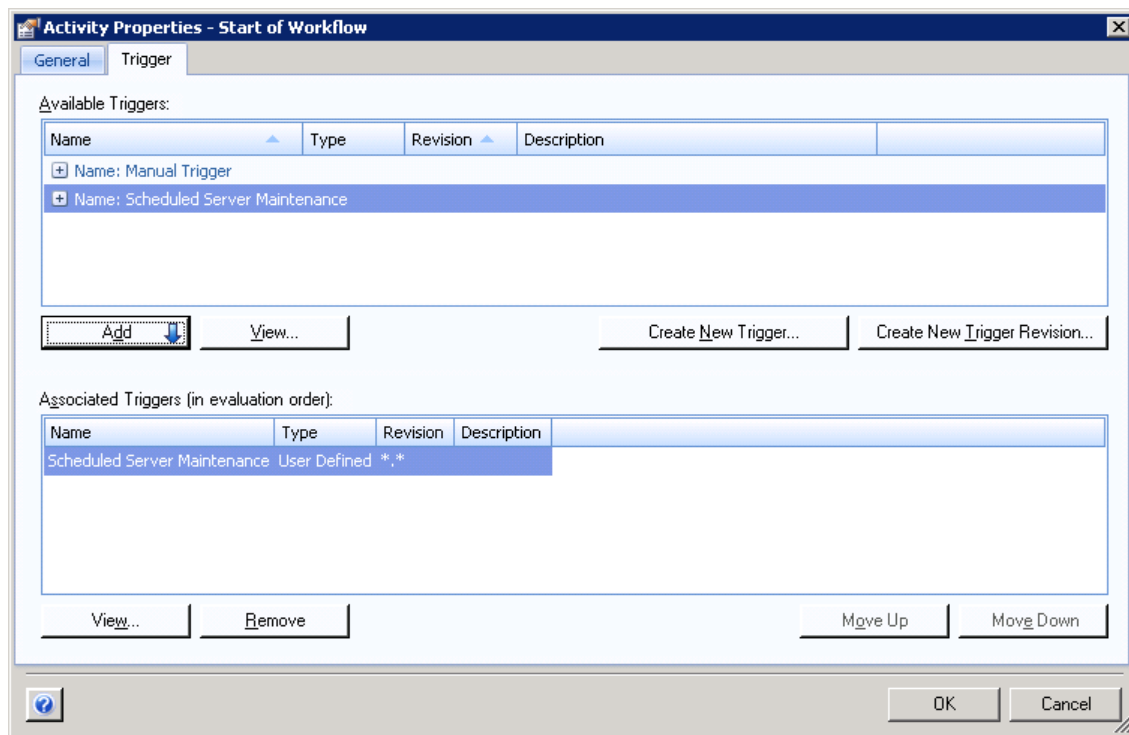 Activity Properties - Start of Workflow
General Trigger
Available Triggers:
Name Type Revision Description
Name: Manual Trigger
Name: Scheduled Server Maintenance
Add View... Create New Trigger... Create New Trigger Revision...
Associated Triggers (in evaluation order):
Name Type Revision Description
Scheduled Server Maintenance User Defined *.*
View... Remove Move Up Move Down
OK Cancel